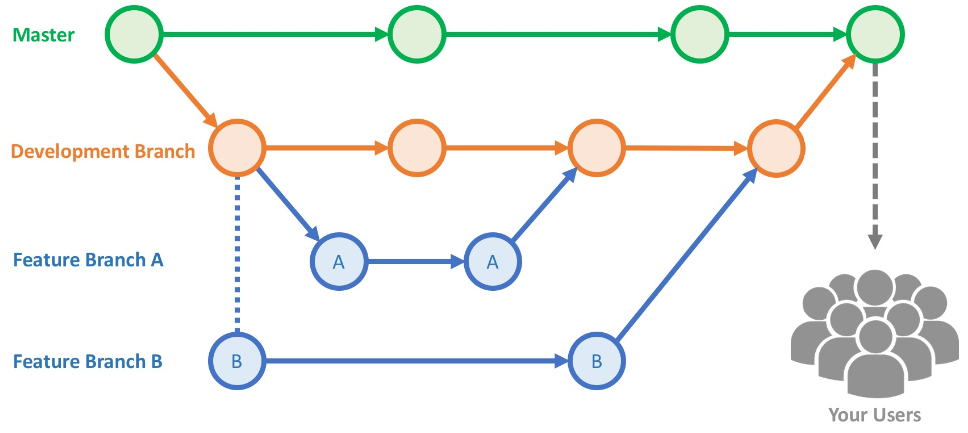 Master
Development Branch
Feature Branch A
A
A
Feature Branch B
B
B
Your Users